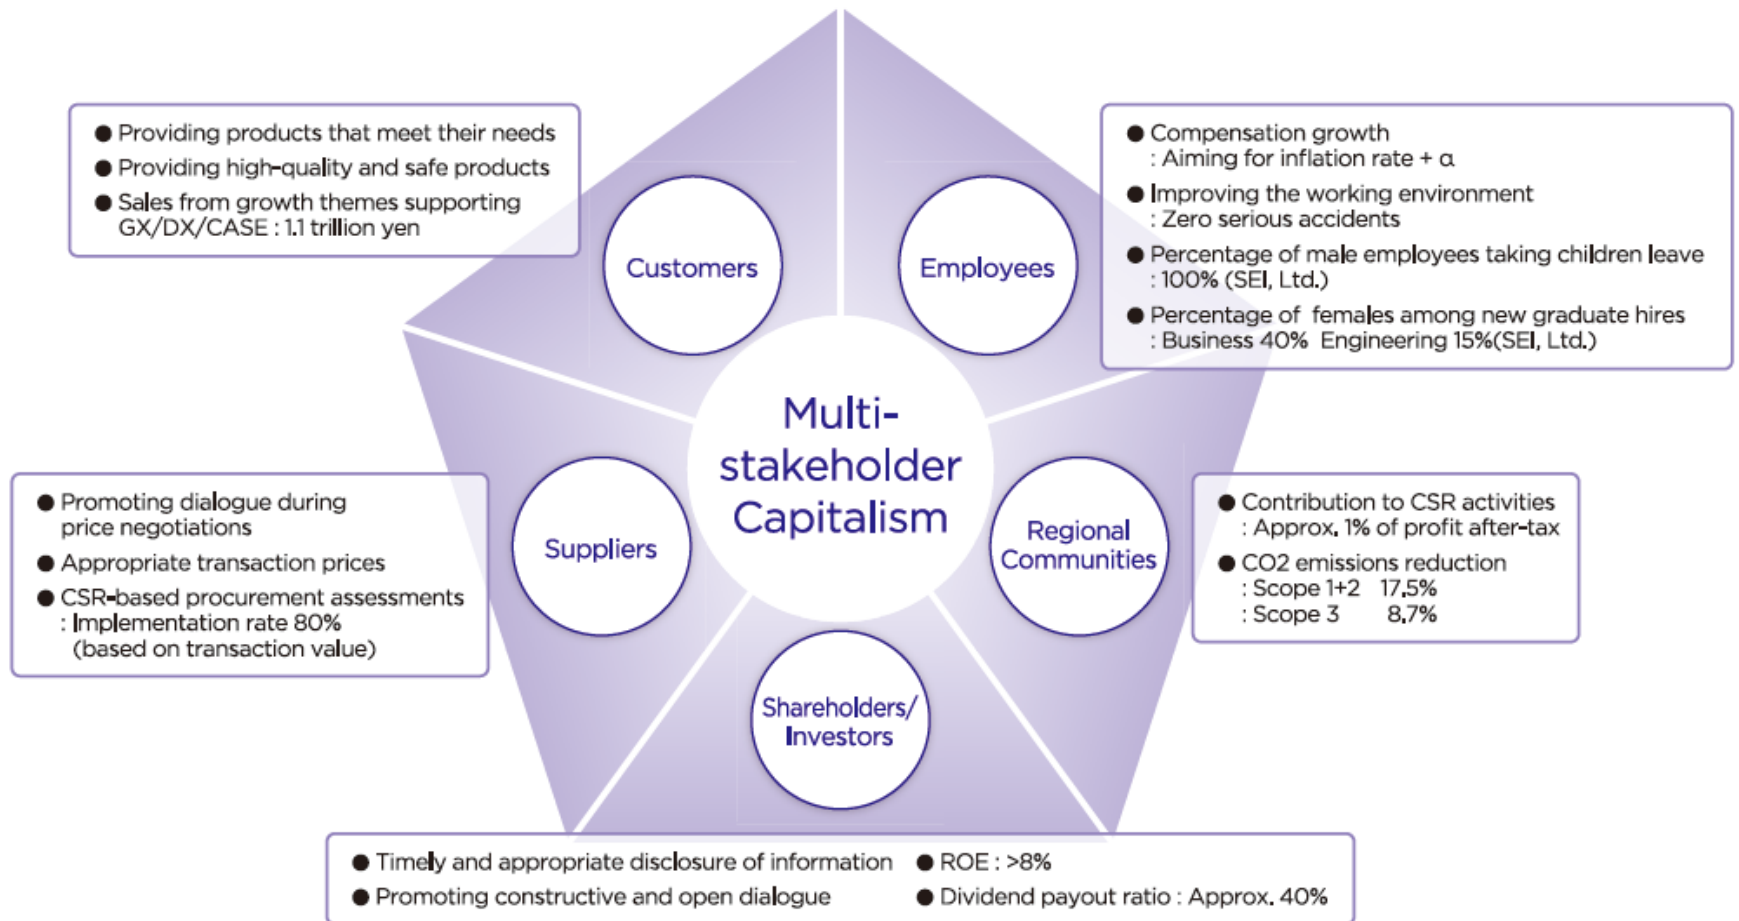 ● Providing products that meet their needs
● Providing high-quality and safe products
● Sales from growth themes supporting
GX/DX/CASE : 1.1 trillion yen
Customers
Employees
● Compensation growth
: Aiming for inflation rate + α
● Improving the working environment
: Zero serious accidents
● Percentage of male employees taking children leave
: 100% (SEI, Ltd.)
● Percentage of females among new graduate hires
: Business 40% Engineering 15%(SEI, Ltd.)
Multi-
stakeholder
Capitalism
● Promoting dialogue during
price negotiations
● Appropriate transaction prices
● CSR-based procurement assessments
: Implementation rate 80%
(based on transaction value)
Suppliers
Regional
Communities
● Contribution to CSR activities
: Approx. 1% of profit after-tax
● CO2 emissions reduction
: Scope 1+2 17.5%
: Scope 3 8.7%
Shareholders/
Investors
● Timely and appropriate disclosure of information
● Promoting constructive and open dialogue
● ROE : >8%
● Dividend payout ratio : Approx. 40%